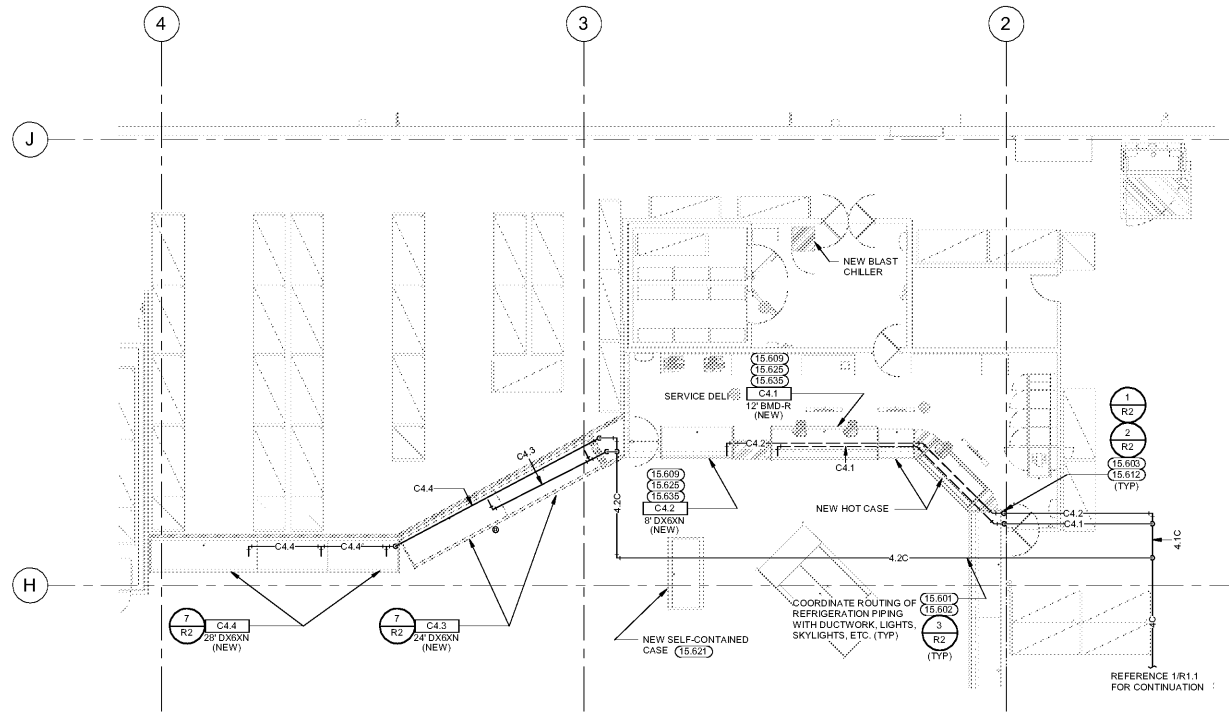 4
3
2
J
NEW BLAST
CHILLER
15.609
15.625
15.635
SERVICE DELI
C4.1
12' BMD-R
(NEW)
1
R2
2
R2
15.603
15.612
(TYP)
C4.3
C4.2
C4.1
C4.4
15.609
15.625
15.635
C4.2
8' DX6XN
(NEW)
4.2C
NEW HOT CASE
C4.2
C4.1
4.1C
C4.4
C4.4
4.2C
H
7
R2
C4.4
28' DX6XN
(NEW)
7
R2
C4.3
24' DX6XN
(NEW)
NEW SELF-CONTAINED
CASE 15.621
COORDINATE ROUTING OF
REFRIGERATION PIPING
WITH DUCTWORK, LIGHTS,
SKYLIGHTS, ETC. (TYP)
15.601
15.602
3
R2
(TYP)
4C
REFERENCE 1/R1.1
FOR CONTINUATION